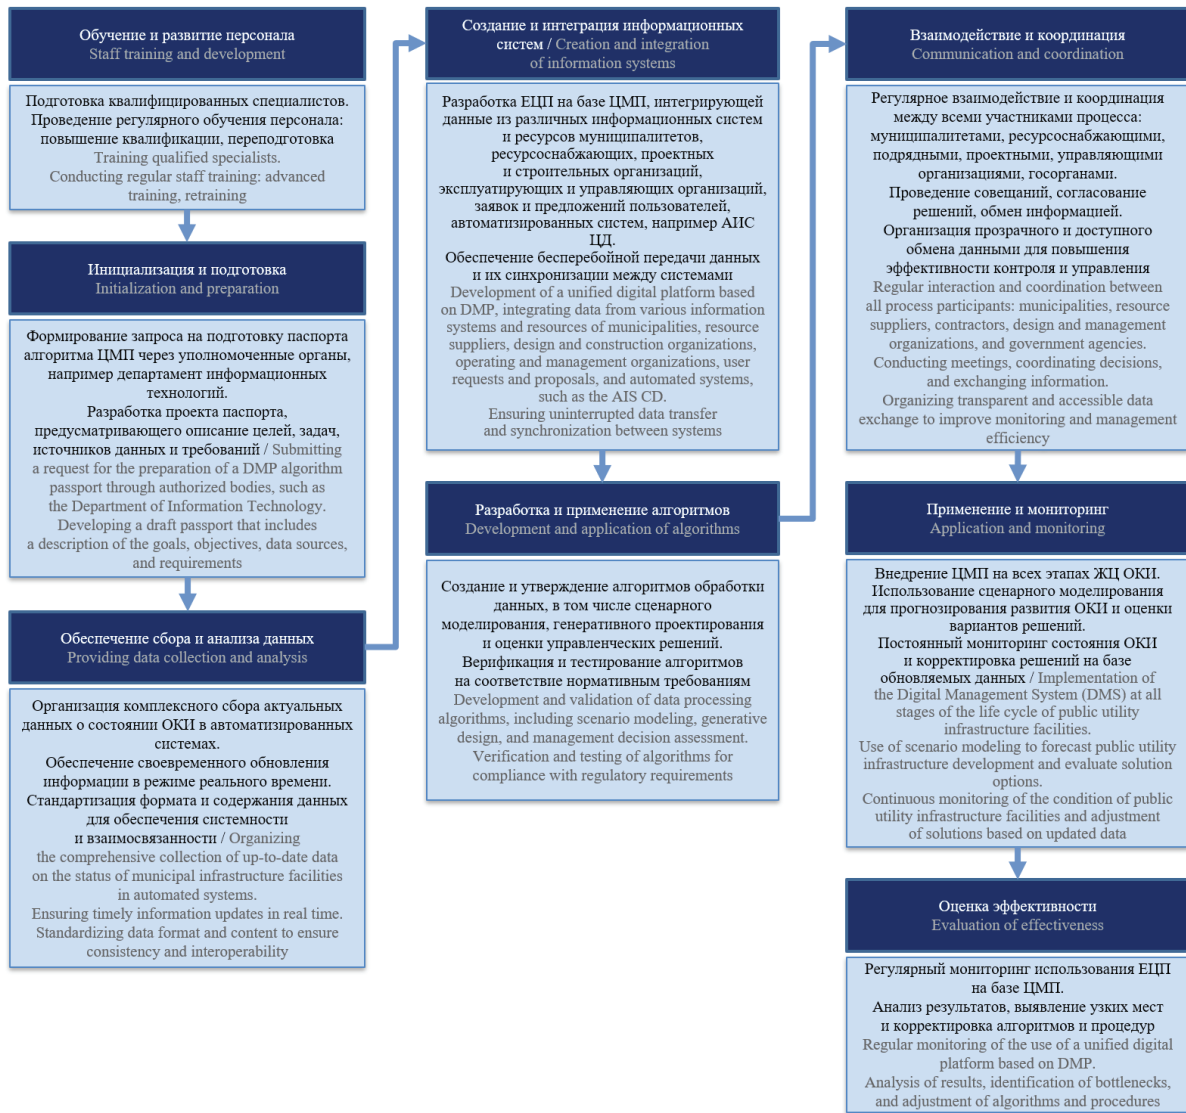 Обучение и развитие персонала
Staff training and development
Подготовка квалифицированных специалистов.
Проведение регулярного обучения персонала:
повышение квалификации, переподготовка
Training qualified specialists.
Conducting regular staff training: advanced
training, retraining
Инициализация и подготовка
Initialization and preparation
Формирование запроса на подготовку паспорта
алгоритма ЦМП через уполномоченные органы,
например департамент информационных
технологий.
Разработка проекта паспорта,
предусматривающего описание целей, задач,
источников данных и требований / Submitting
a request for the preparation of a DMP algorithm
passport through authorized bodies, such as
the Department of Information Technology.
Developing a draft passport that includes
a description of the goals, objectives, data sources,
and requirements
Обеспечение сбора и анализа данных
Providing data collection and analysis
Организация комплексного сбора актуальных
данных о состоянии ОКИ в автоматизированных
системах.
Обеспечение своевременного обновления
информации в режиме реального времени.
Стандартизация формата и содержания данных
для обеспечения системности
и взаимосвязанности / Organizing
the comprehensive collection of up-to-date data
on the status of municipal infrastructure facilities
in automated systems.
Ensuring timely information updates in real time.
Standardizing data format and content to ensure
consistency and interoperability
Создание и интеграция информационных
систем / Creation and integration
of information systems
Разработка ЕЦП на базе ЦМП, интегрирующей
данные из различных информационных систем
и ресурсов муниципалитетов,
ресурсоснабжающих, проектных
и строительных организаций,
эксплуатирующих и управляющих организаций,
заявок и предложений пользователей,
автоматизированных систем, например АИС
ЦД.
Обеспечение бесперебойной передачи данных
и их синхронизации между системами
Development of a unified digital platform based
on DMP, integrating data from various information
systems and resources of municipalities, resource
suppliers, design and construction organizations,
operating and management organizations, user
requests and proposals, and automated systems,
such as the AIS CD.
Ensuring uninterrupted data transfer
and synchronization between systems
Разработка и применение алгоритмов
Development and application of algorithms
Создание и утверждение алгоритмов обработки
данных, в том числе сценарного
моделирования, генеративного проектирования
и оценки управленческих решений.
Верификация и тестирование алгоритмов
на соответствие нормативным требованиям
Development and validation of data processing
algorithms, including scenario modeling, generative
design, and management decision assessment.
Verification and testing of algorithms for
compliance with regulatory requirements
Взаимодействие и координация
Communication and coordination
Регулярное взаимодействие и координация
между всеми участниками процесса:
муниципалитетами, ресурсоснабжающими,
подрядными, проектными, управляющими
организациями, госорганами.
Проведение совещаний, согласование
решений, обмен информацией.
Организация прозрачного и доступного
обмена данными для повышения
эффективности контроля и управления
Regular interaction and coordination between
all process participants: municipalities, resource
suppliers, contractors, design and management
organizations, and government agencies.
Conducting meetings, coordinating decisions,
and exchanging information.
Organizing transparent and accessible data
exchange to improve monitoring and management
efficiency
Применение и мониторинг
Application and monitoring
Внедрение ЦМП на всех этапах ЖЦ ОКИ.
Использование сценарного моделирования
для прогнозирования развития ОКИ и оценки
вариантов решений.
Постоянный мониторинг состояния ОКИ
и корректировка решений на базе
обновляемых данных / Implementation of
the Digital Management System (DMS) at all
stages of the life cycle of public utility
infrastructure facilities.
Use of scenario modeling to forecast public utility
infrastructure development and evaluate solution
options.
Continuous monitoring of the condition of public
utility infrastructure facilities and adjustment
of solutions based on updated data
Оценка эффективности
Evaluation of effectiveness
Регулярный мониторинг использования ЕЦП
на базе ЦМП.
Анализ результатов, выявление узких мест
и корректировка алгоритмов и процедур
Regular monitoring of the use of a unified digital
platform based on DMP.
Analysis of results, identification of bottlenecks,
and adjustment of algorithms and procedures